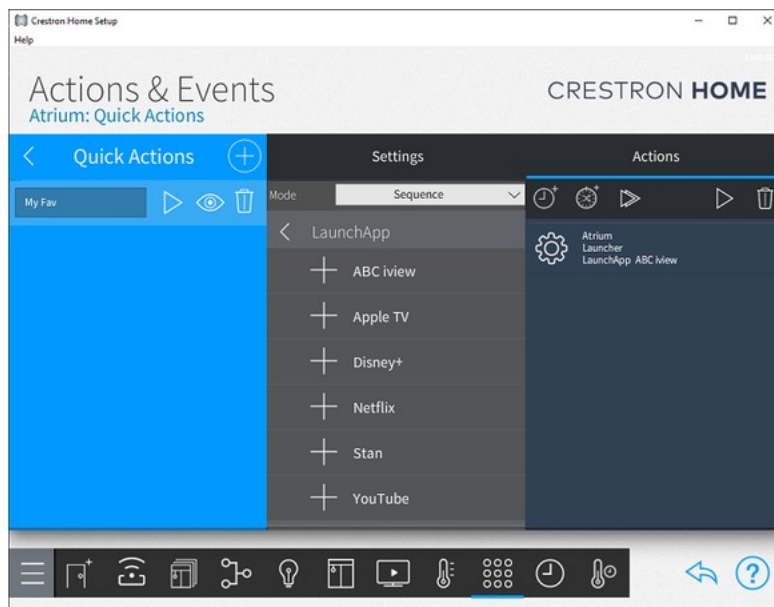 Crestron Home Setup
Help
Actions & Events
Atrium: Quick Actions
CRESTRON HOME
Quick Actions
Settings
Actions
My Fav
Mode
Sequence
LaunchApp
Atrium
Launcher
LaunchApp ABC iview
ABC iview
Apple TV
Disney+
Netflix
Stan
YouTube